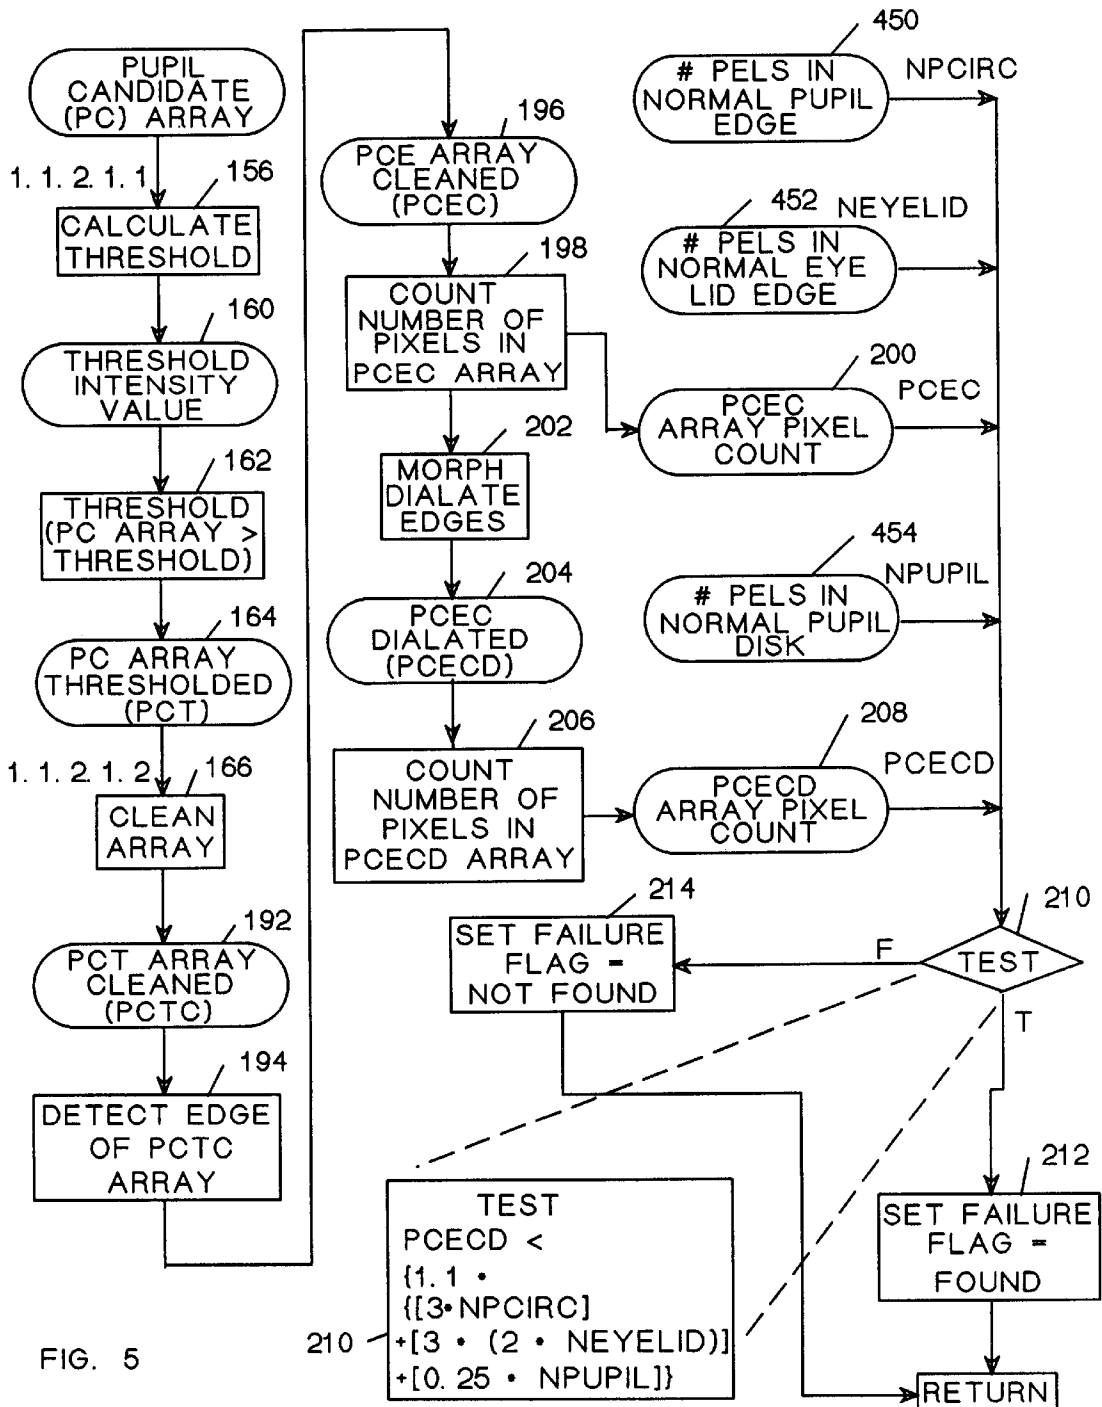 PUPIL
CANDIDATE
(PC) ARRAY
1.1.2.1.1
156
CALCULATE
THRESHOLD
160
THRESHOLD
INTENSITY
VALUE
162
THRESHOLD
(PC ARRAY >
THRESHOLD)
164
PC ARRAY
THRESHOLDED
(PCT)
1.1.2.1.2
166
CLEAN
ARRAY
192
PCT ARRAY
CLEANED
(PCTC)
194
DETECT EDGE
OF PCTC
ARRAY
196
PCE ARRAY
CLEANED
(PCEC)
198
COUNT
NUMBER OF
PIXELS IN
PCEC ARRAY
202
MORPH
DIALATE
EDGES
204
PCEC
DIALATED
(PCECD)
206
COUNT
NUMBER OF
PIXELS IN
PCECD ARRAY
450
# PELS IN
NORMAL PUPIL
EDGE
NPCIRC
452
NEYELID
# PELS IN
NORMAL EYE
LID EDGE
200
PCEC
PCEC
ARRAY PIXEL
COUNT
454
NPUPIL
# PELS IN
NORMAL PUPIL
DISK
208
PCECD
PCECD
ARRAY PIXEL
COUNT
210
TEST
F
T
214
SET FAILURE
FLAG =
NOT FOUND
212
SET FAILURE
FLAG =
FOUND
RETURN
210
TEST
PCECD <
{1.1 •
{[3•NPCIRC]
+[3 • (2 • NEYELID)]
+[0.25 • NPUPIL]}
FIG. 5